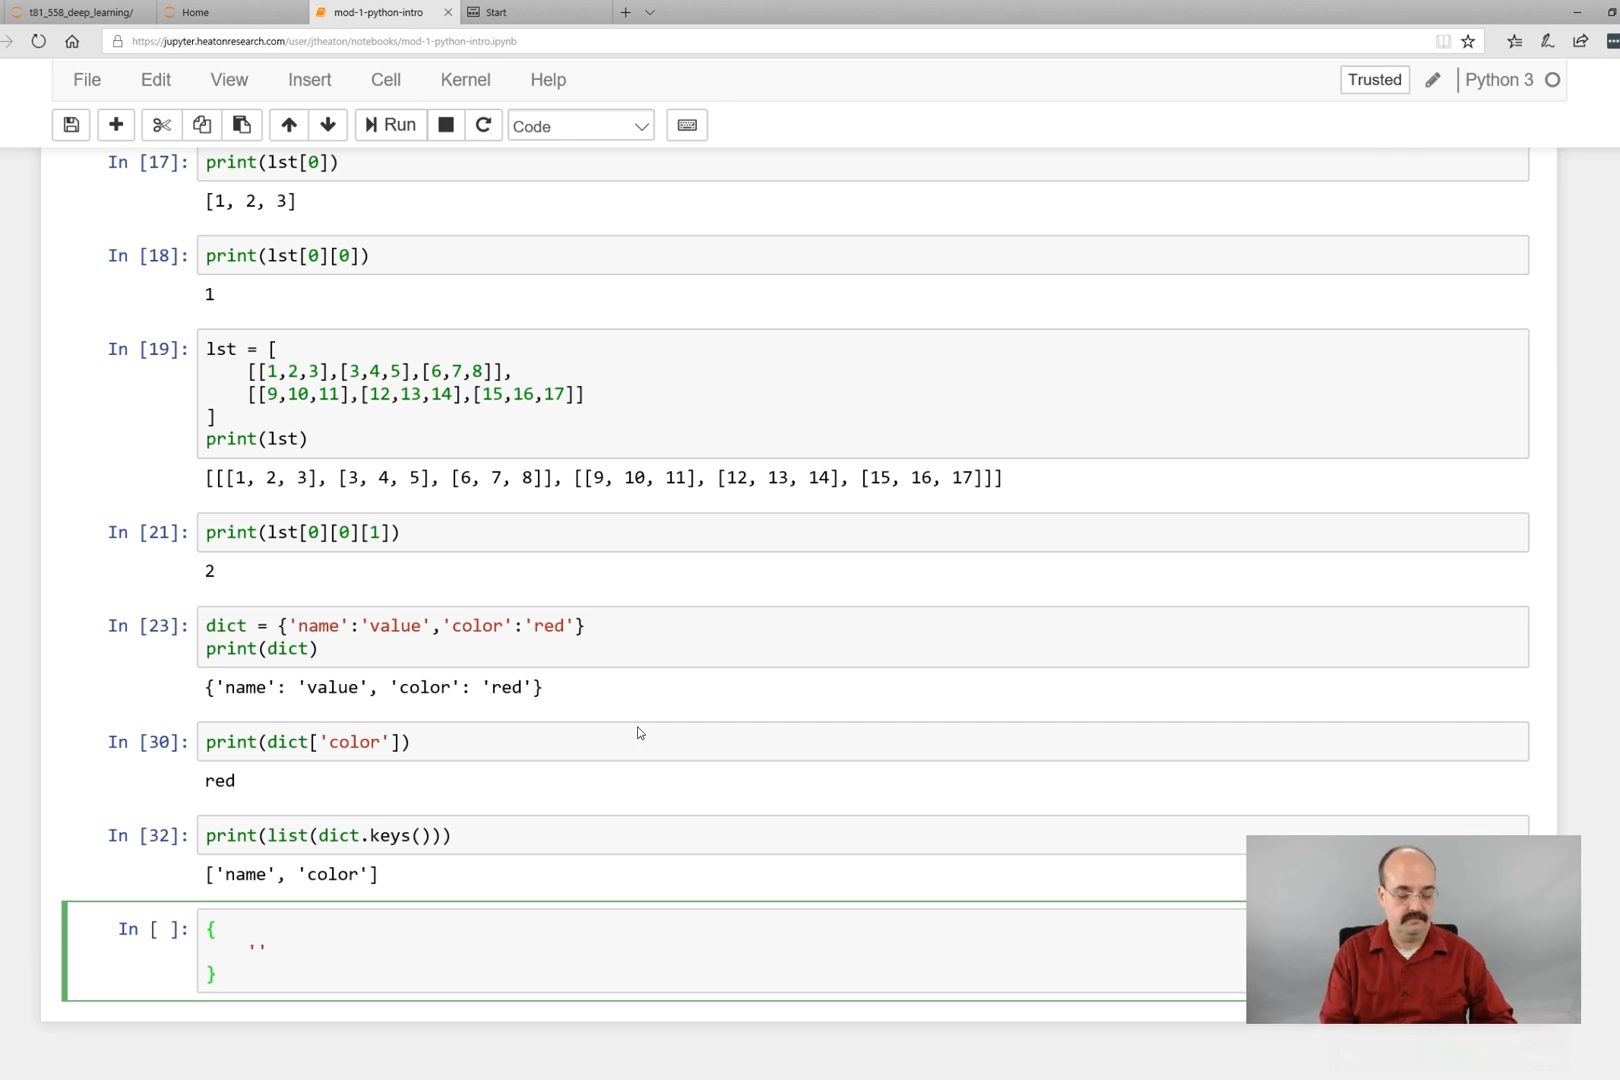 t81_558_deep_learning/
Home
mod-1-python-intro
Start
https://jupyter.heatonresearch.com/user/jtheaton/notebooks/mod-1-python-intro.ipynb
File Edit View Insert Cell Kernel Help
Trusted
Python 3
Run
Code
In [17]: print(lst[0])
[1, 2, 3]
In [18]: print(lst[0][0])
1
In [19]: lst = [
[[1,2,3],[3,4,5],[6,7,8]],
[[9,10,11],[12,13,14],[15,16,17]]
]
print(lst)
[[[1, 2, 3], [3, 4, 5], [6, 7, 8]], [[9, 10, 11], [12, 13, 14], [15, 16, 17]]]
In [21]: print(lst[0][0][1])
2
In [23]: dict = {'name':'value','color':'red'}
print(dict)
{'name': 'value', 'color': 'red'}
In [30]: print(dict['color'])
red
In [32]: print(list(dict.keys()))
['name', 'color']
In [ ]: {
''
}